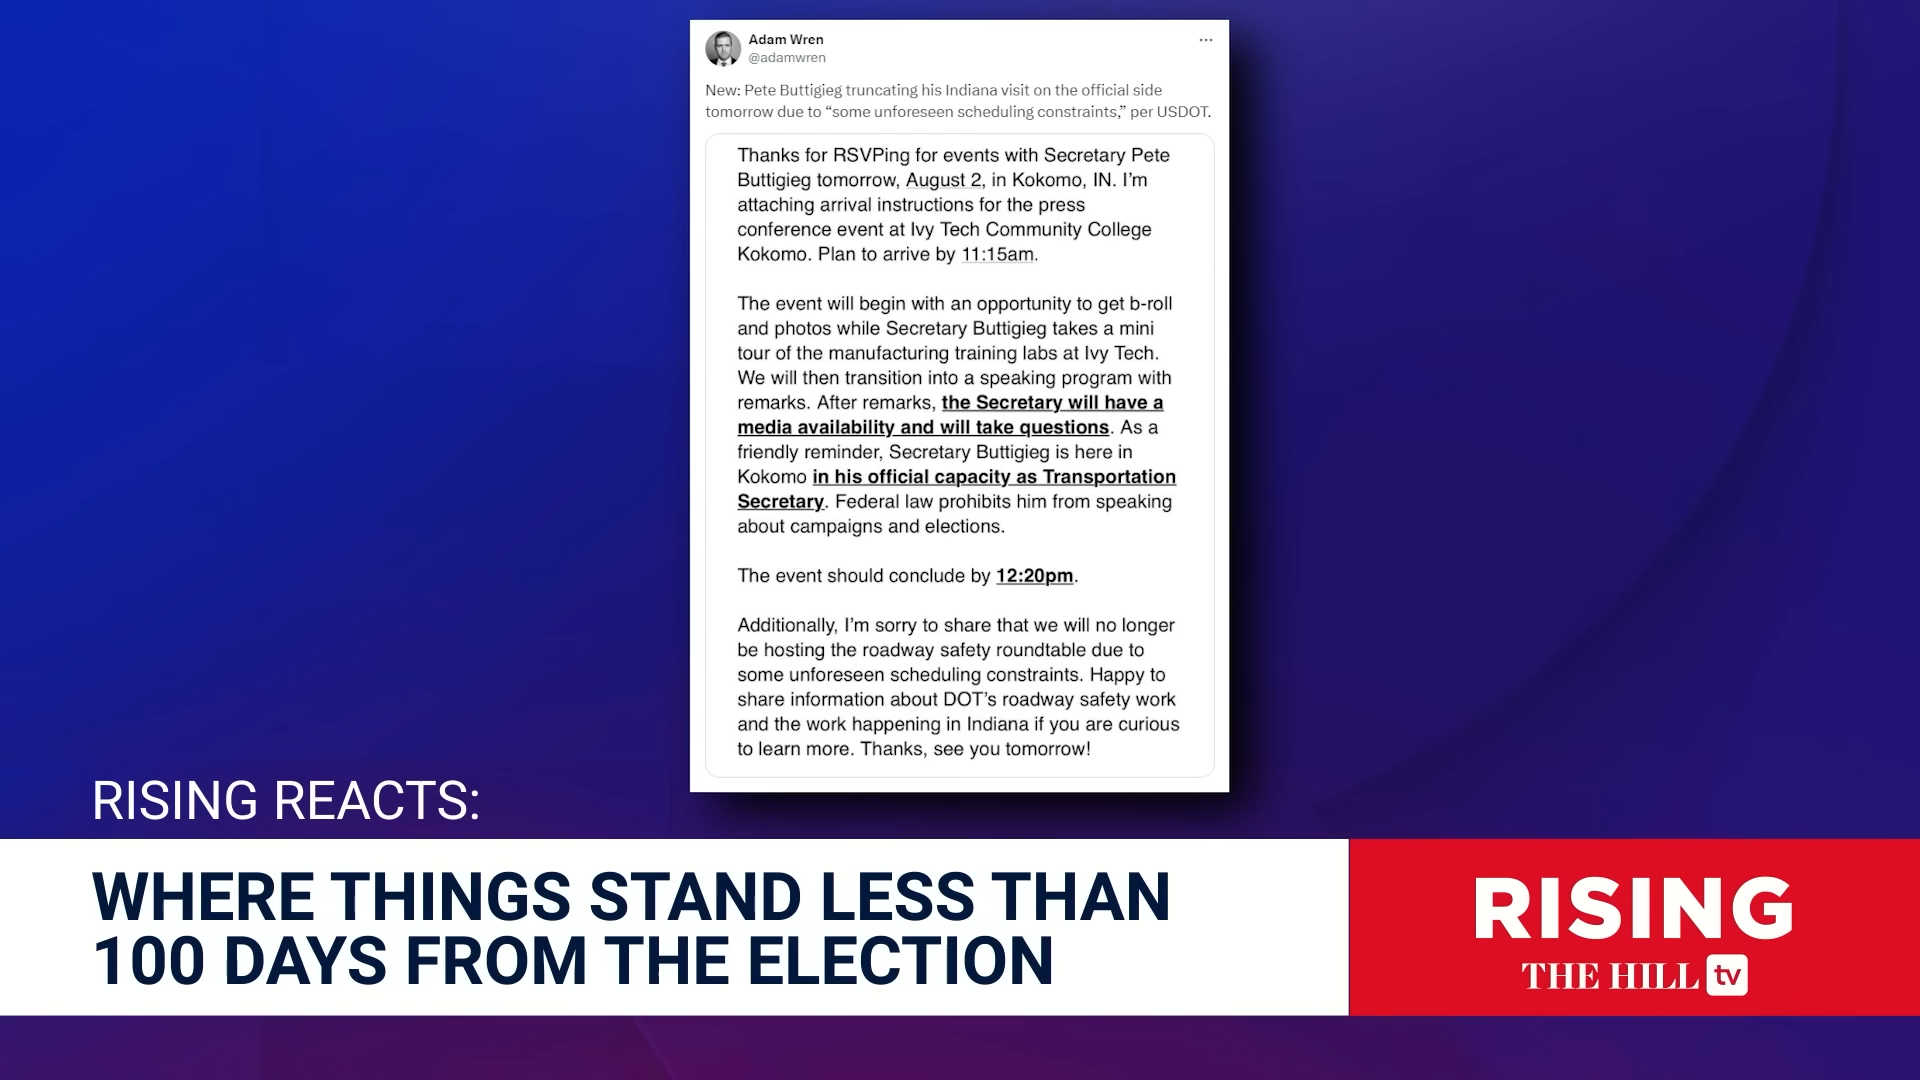 Adam Wren
@adamwren
New: Pete Buttigieg truncating his Indiana visit on the official side
tomorrow due to “some unforeseen scheduling constraints,” per USDOT.
Thanks for RSVPing for events with Secretary Pete
Buttigieg tomorrow, August 2, in Kokomo, IN. I’m
attaching arrival instructions for the press
conference event at Ivy Tech Community College
Kokomo. Plan to arrive by 11:15am.
The event will begin with an opportunity to get b-roll
and photos while Secretary Buttigieg takes a mini
tour of the manufacturing training labs at Ivy Tech.
We will then transition into a speaking program with
remarks. After remarks, the Secretary will have a
media availability and will take questions. As a
friendly reminder, Secretary Buttigieg is here in
Kokomo in his official capacity as Transportation
Secretary. Federal law prohibits him from speaking
about campaigns and elections.
The event should conclude by 12:20pm.
Additionally, I’m sorry to share that we will no longer
be hosting the roadway safety roundtable due to
some unforeseen scheduling constraints. Happy to
share information about DOT’s roadway safety work
and the work happening in Indiana if you are curious
to learn more. Thanks, see you tomorrow!
RISING REACTS:
WHERE THINGS STAND LESS THAN
100 DAYS FROM THE ELECTION
RISING
THE HILL tv